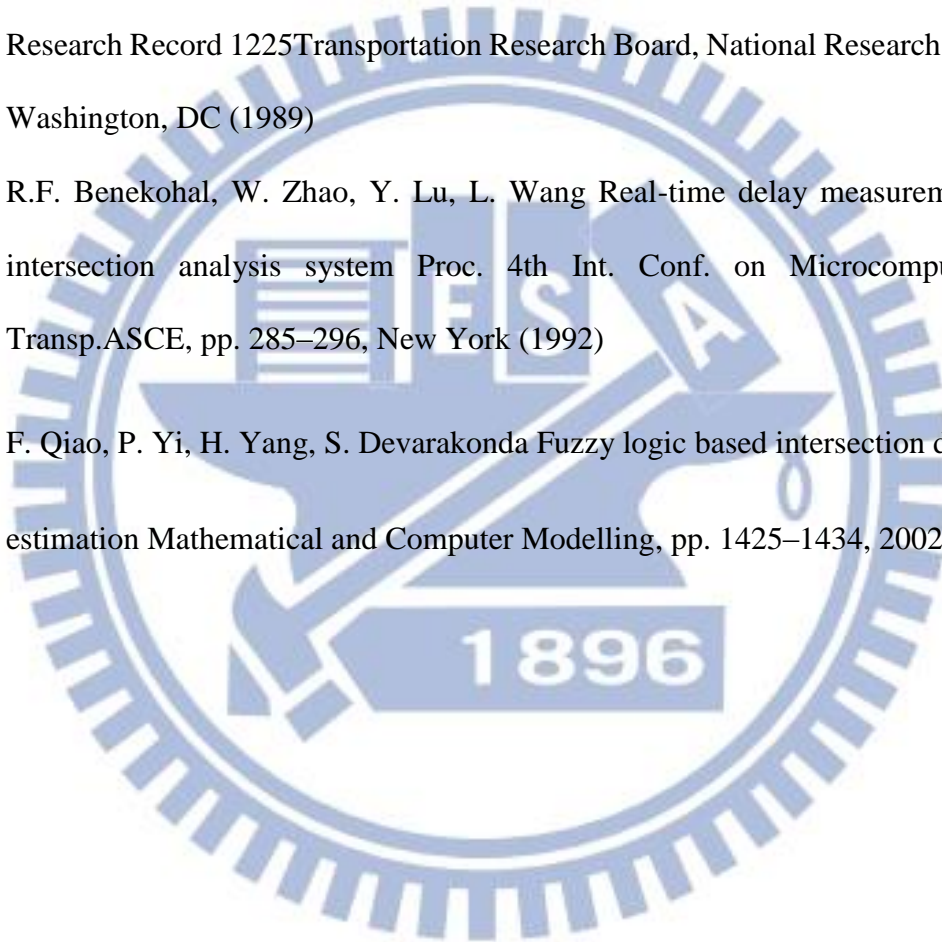 Research Record 1225Transportation Research Board, National Research
Washington, DC (1989)
R.F. Benekohal, W. Zhao, Y. Lu, L. Wang Real-time delay measurem
intersection analysis system Proc. 4th Int. Conf. on Microcompu
Transp.ASCE, pp. 285–296, New York (1992)
F. Qiao, P. Yi, H. Yang, S. Devarakonda Fuzzy logic based intersection d
estimation Mathematical and Computer Modelling, pp. 1425–1434, 2002
E S A
1896